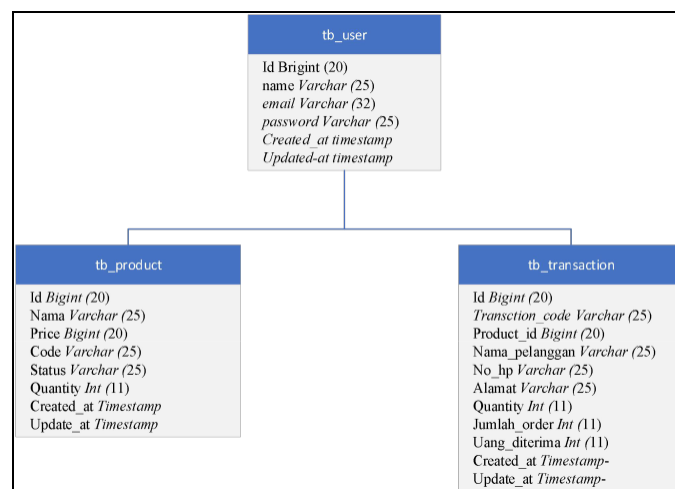 tb_user
Id Brigint (20)
name Varchar (25)
email Varchar (32)
password Varchar (25)
Created_at timestamp
Updated-at timestamp
tb_product
Id Bigint (20)
Nama Varchar (25)
Price Bigint (20)
Code Varchar (25)
Status Varchar (25)
Quantity Int (11)
Created_at Timestamp
Update_at Timestamp
tb_transaction
Id Bigint (20)
Transction_code Varchar (25)
Product_id Bigint (20)
Nama_pelanggan Varchar (25)
No_hp Varchar (25)
Alamat Varchar (25)
Quantity Int (11)
Jumlah_order Int (11)
Uang_diterima Int (11)
Created_at Timestamp-
Update_at Timestamp-